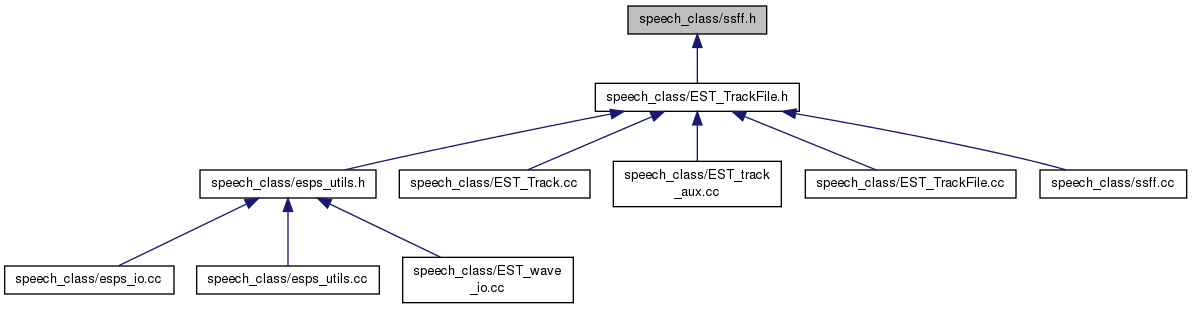 speech_class/ssff.h
speech_class/EST_TrackFile.h
speech_class/esps_utils.h
speech_class/EST_Track.cc
speech_class/EST_track
_aux.cc
speech_class/EST_TrackFile.cc
speech_class/ssff.cc
speech_class/esps_io.cc
speech_class/esps_utils.cc
speech_class/EST_wave
_io.cc